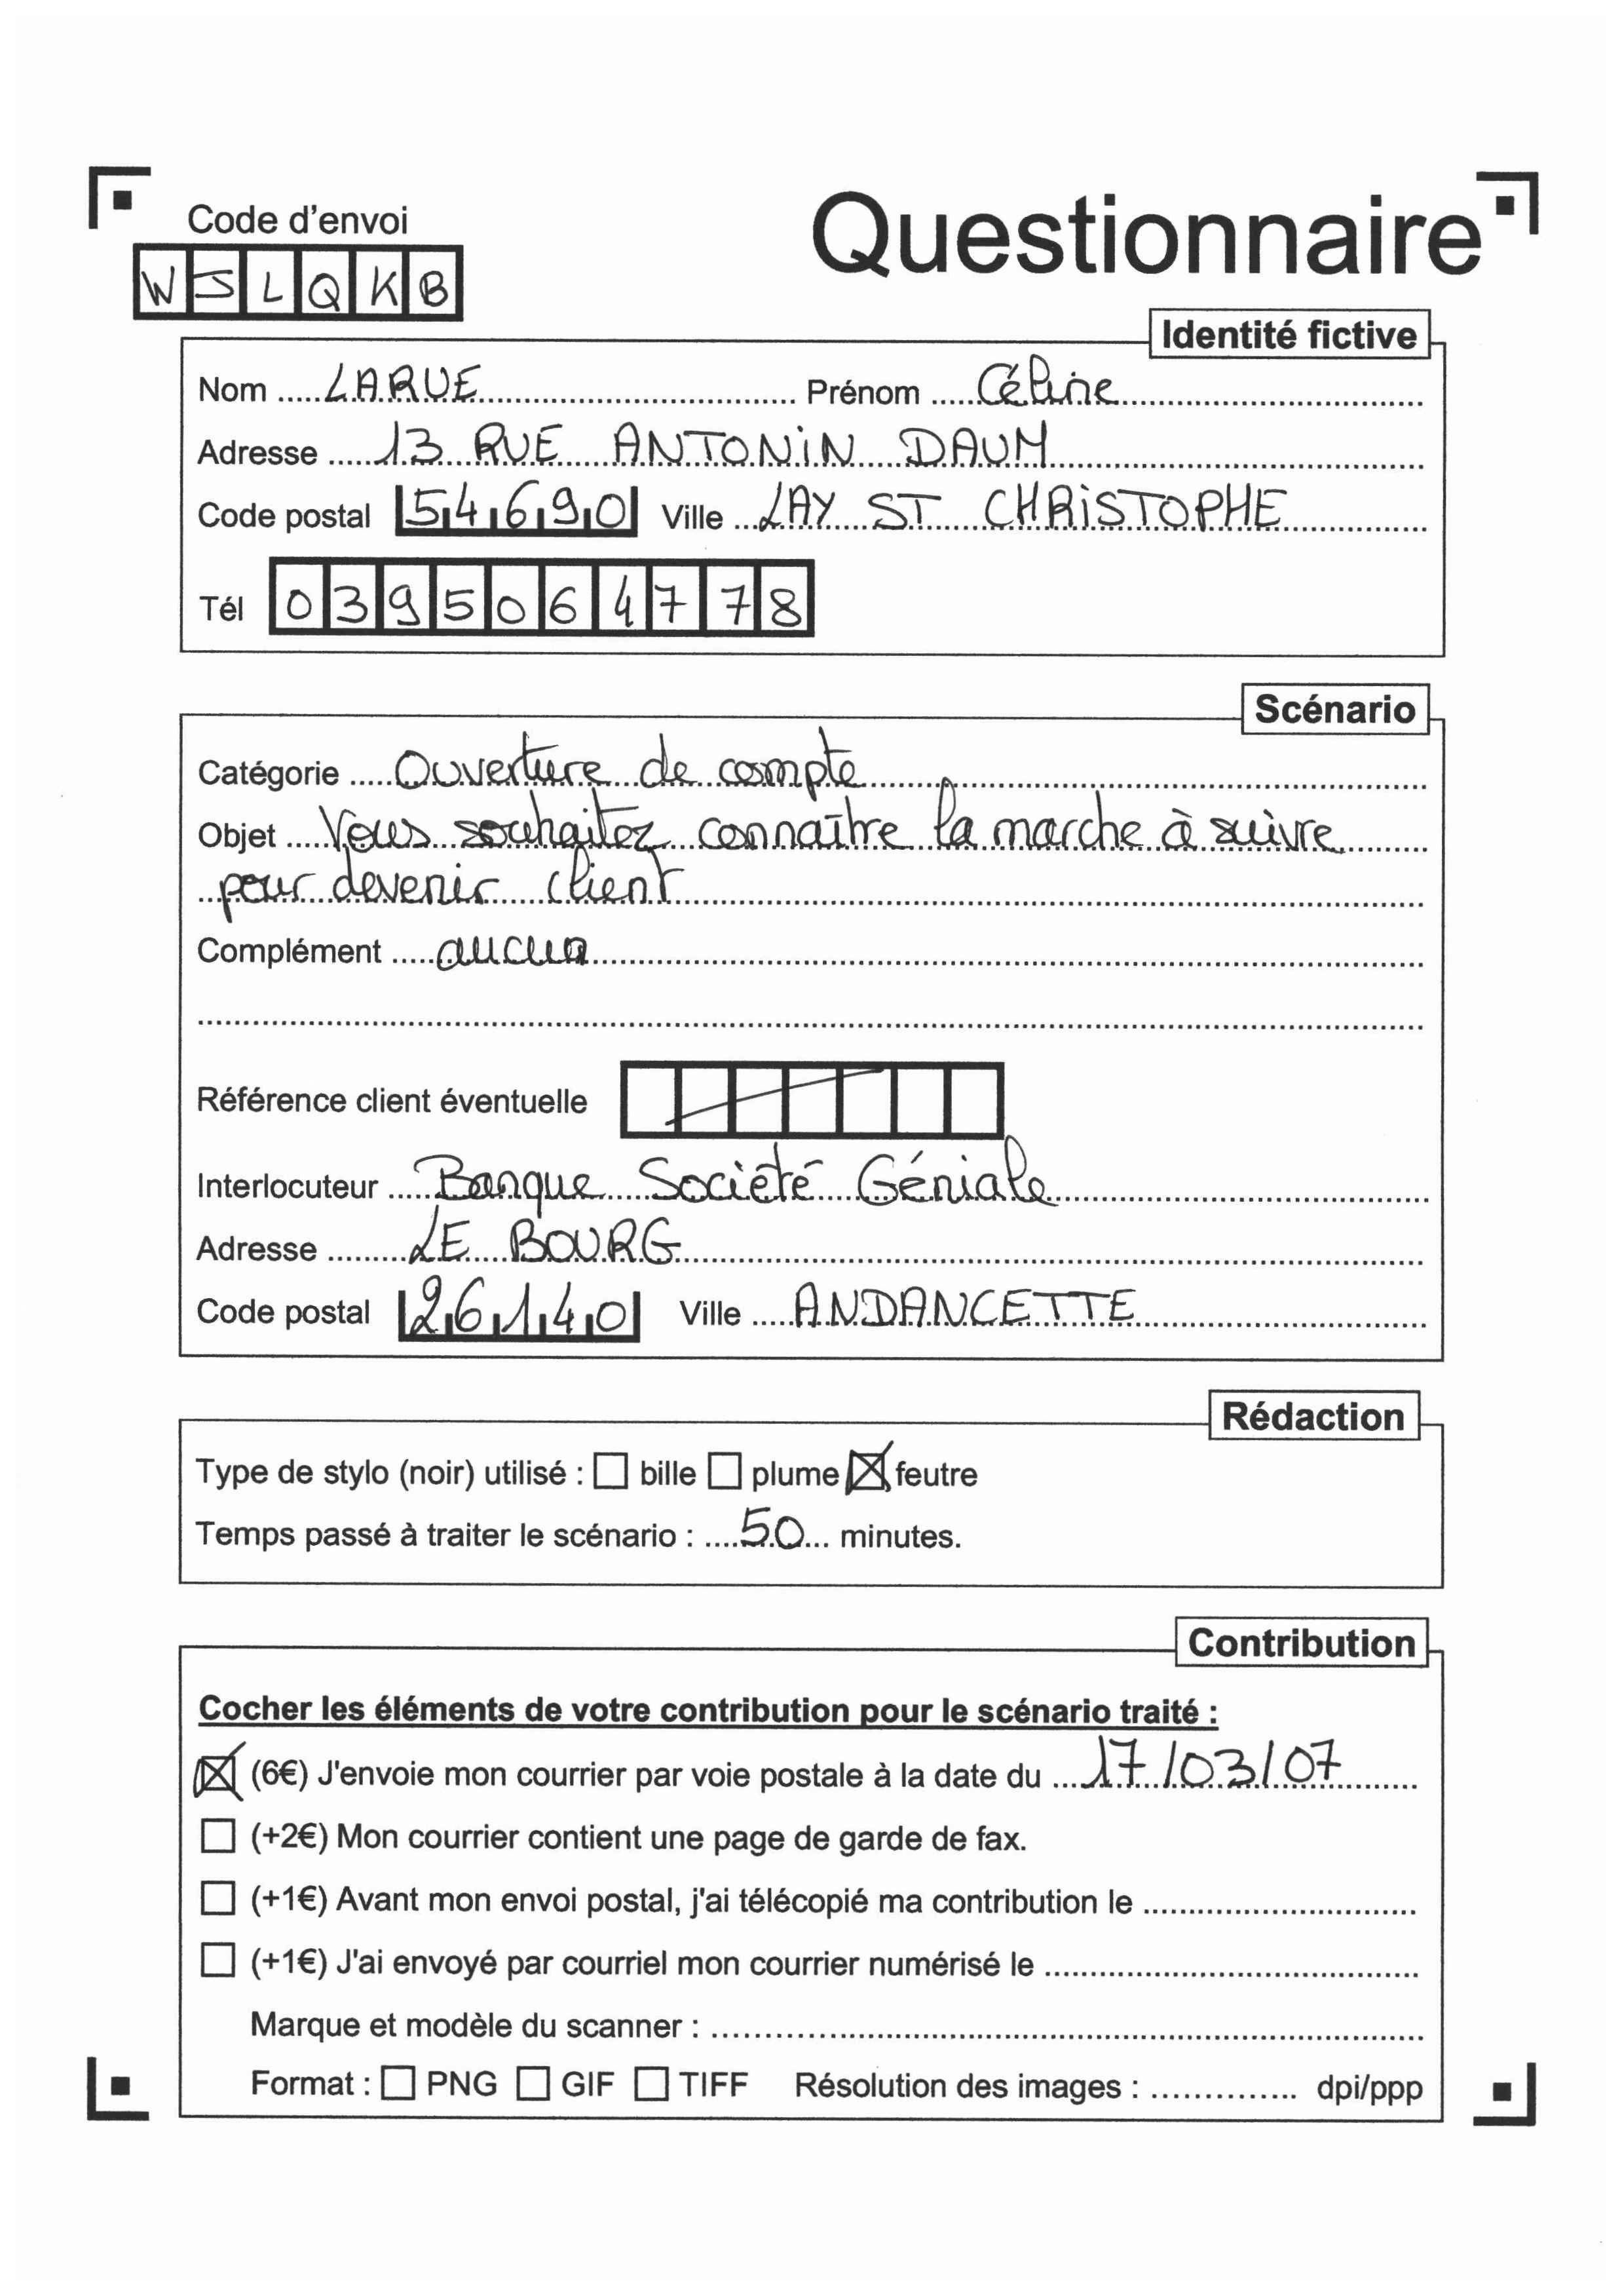 Code d'envoi
Questionnaire
WSLQKB
Identité fictive
Nom LARUE Prénom Céline
Adresse 13 RUE ANTONIN DAUM
Code postal 54690 Ville LAY ST CHRISTOPHE
Tél 0395064778
Scénario
Catégorie Ouverture de compte
Objet Vous souhaitez connaître la marche à suivre
pour devenir client
Complément aucun
Référence client éventuelle
Interlocuteur Banque Société Géniale
Adresse LE BOURG
Code postal 26140 Ville ANDANCETTE
Rédaction
Type de stylo (noir) utilisé : bille plume feutre
Temps passé à traiter le scénario : 50 minutes.
Contribution
Cocher les éléments de votre contribution pour le scénario traité :
(6€) J'envoie mon courrier par voie postale à la date du 17/03/07
(+2€) Mon courrier contient une page de garde de fax.
(+1€) Avant mon envoi postal, j'ai télécopié ma contribution le
(+1€) J'ai envoyé par courriel mon courrier numérisé le
Marque et modèle du scanner :
Format : PNG GIF TIFF Résolution des images : dpi/ppp